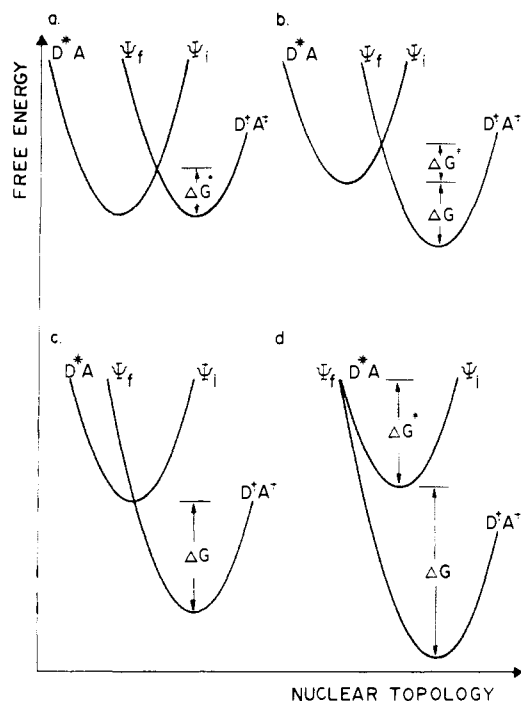 a.
D*A Ψf Ψi
D‡A∓
ΔG*
b.
D*A Ψf Ψi
D‡A∓
ΔG*
ΔG
c.
D*A Ψf Ψi
D‡A∓
ΔG
d
Ψf D*A Ψi
ΔG*
D‡A∓
ΔG
FREE ENERGY
NUCLEAR TOPOLOGY